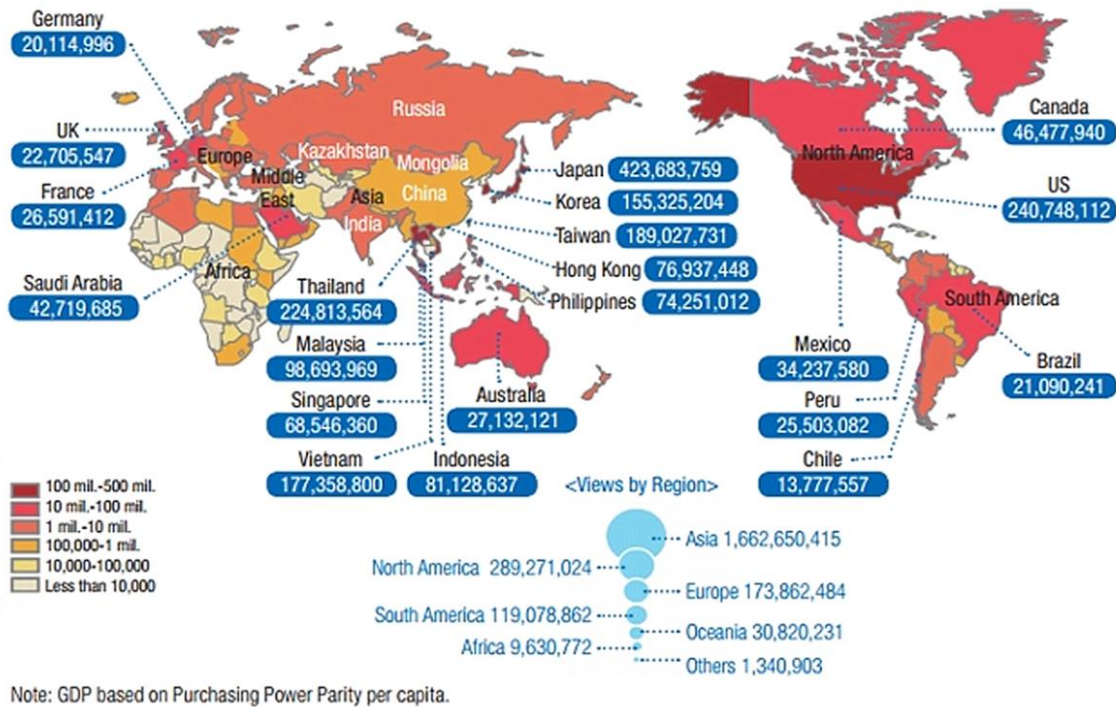 Germany
20,114,996
UK
22,705,547
France
26,591,412
Saudi Arabia
42,719,685
Russia
Europe
Kazakhstan
Mongolia
Middle
East
Asia
China
India
Africa
Japan 423,683,759
Korea 155,325,204
Taiwan 189,027,731
Hong Kong 76,937,448
Philippines 74,251,012
Thailand
224,813,564
Malaysia
98,693,969
Singapore
68,546,360
Vietnam
177,358,800
Indonesia
81,128,637
Australia
27,132,121
North America
Canada
46,477,940
US
240,748,112
South America
Mexico
34,237,580
Peru
25,503,082
Chile
13,777,557
Brazil
21,090,241
100 mil.-500 mil.
10 mil.-100 mil.
1 mil.-10 mil.
100,000-1 mil.
10,000-100,000
Less than 10,000
<Views by Region>
Asia 1,662,650,415
North America 289,271,024
Europe 173,862,484
South America 119,078,862
Oceania 30,820,231
Africa 9,630,772
Others 1,340,903
Note: GDP based on Purchasing Power Parity per capita.